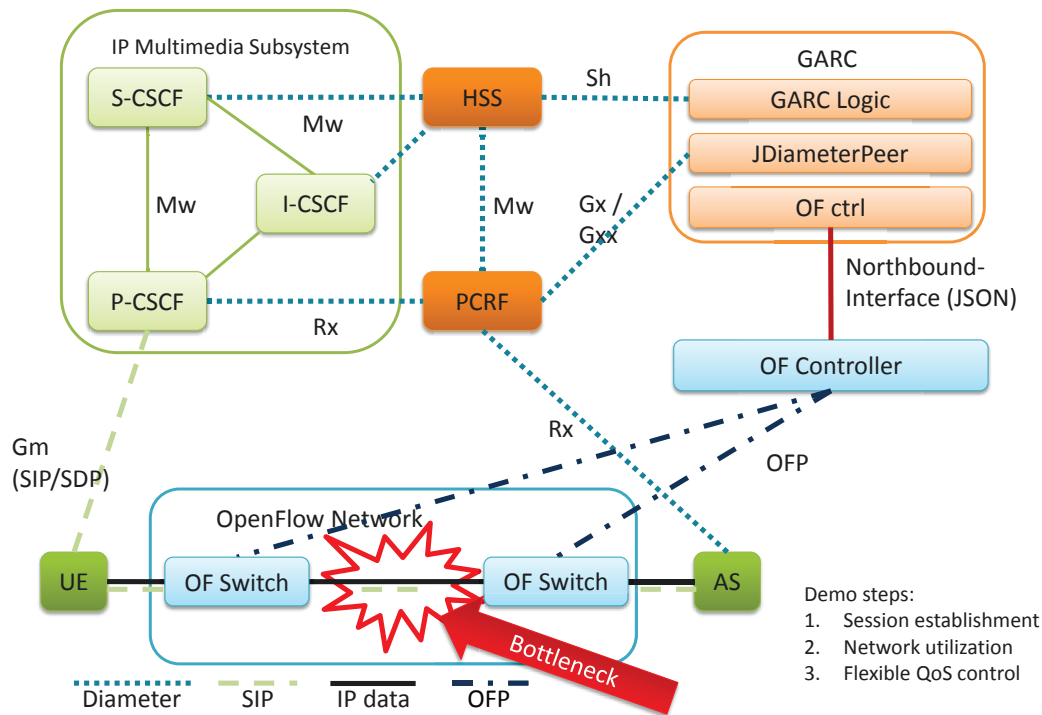 IP Multimedia Subsystem
S-CSCF
Mw
I-CSCF
Mw
P-CSCF
Rx
HSS
Sh
Mw
PCRF
Gx /
Gxx
GARC
GARC Logic
JDiameterPeer
OF ctrl
Northbound-
Interface (JSON)
OF Controller
Gm
(SIP/SDP)
Rx
OFP
OpenFlow Network
UE
OF Switch
OF Switch
AS
Bottleneck
Demo steps:
1. Session establishment
2. Network utilization
3. Flexible QoS control
Diameter
SIP
IP data
OFP